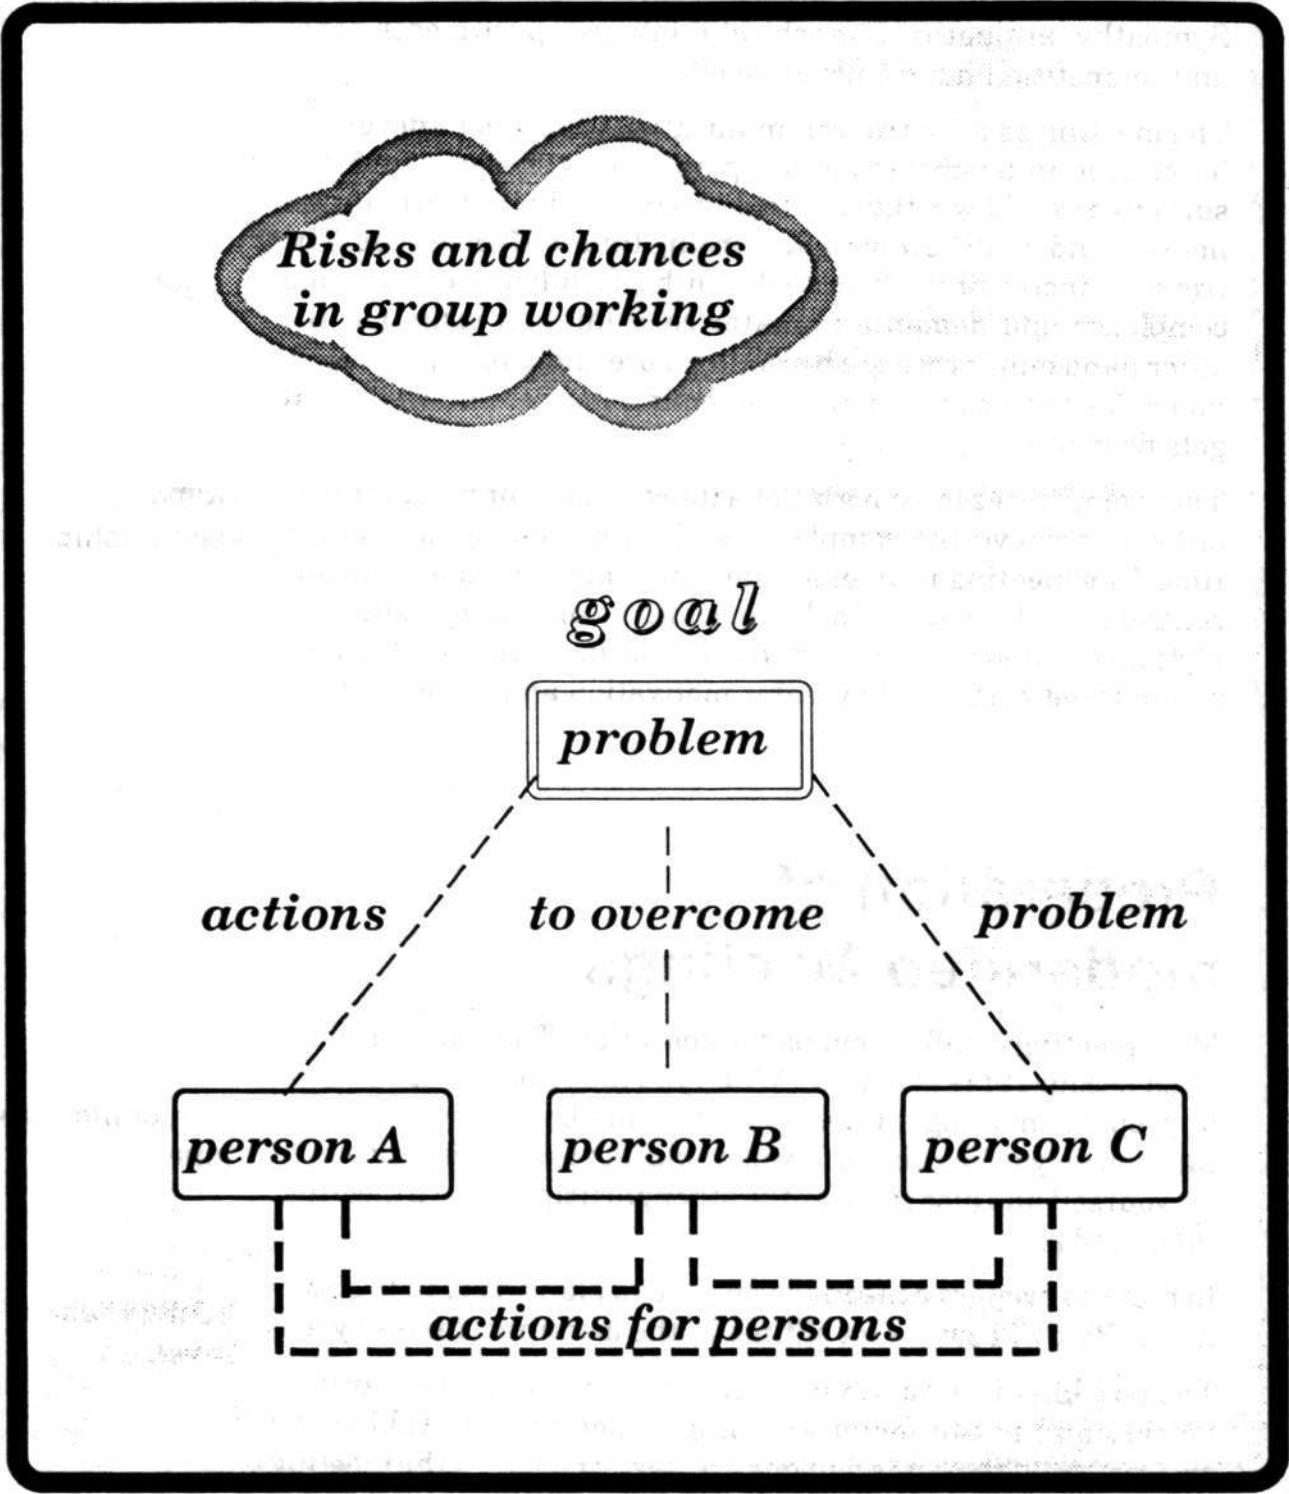 Risks and chances
in group working
goal
problem
actions to overcome problem
person A person B person C
actions for persons